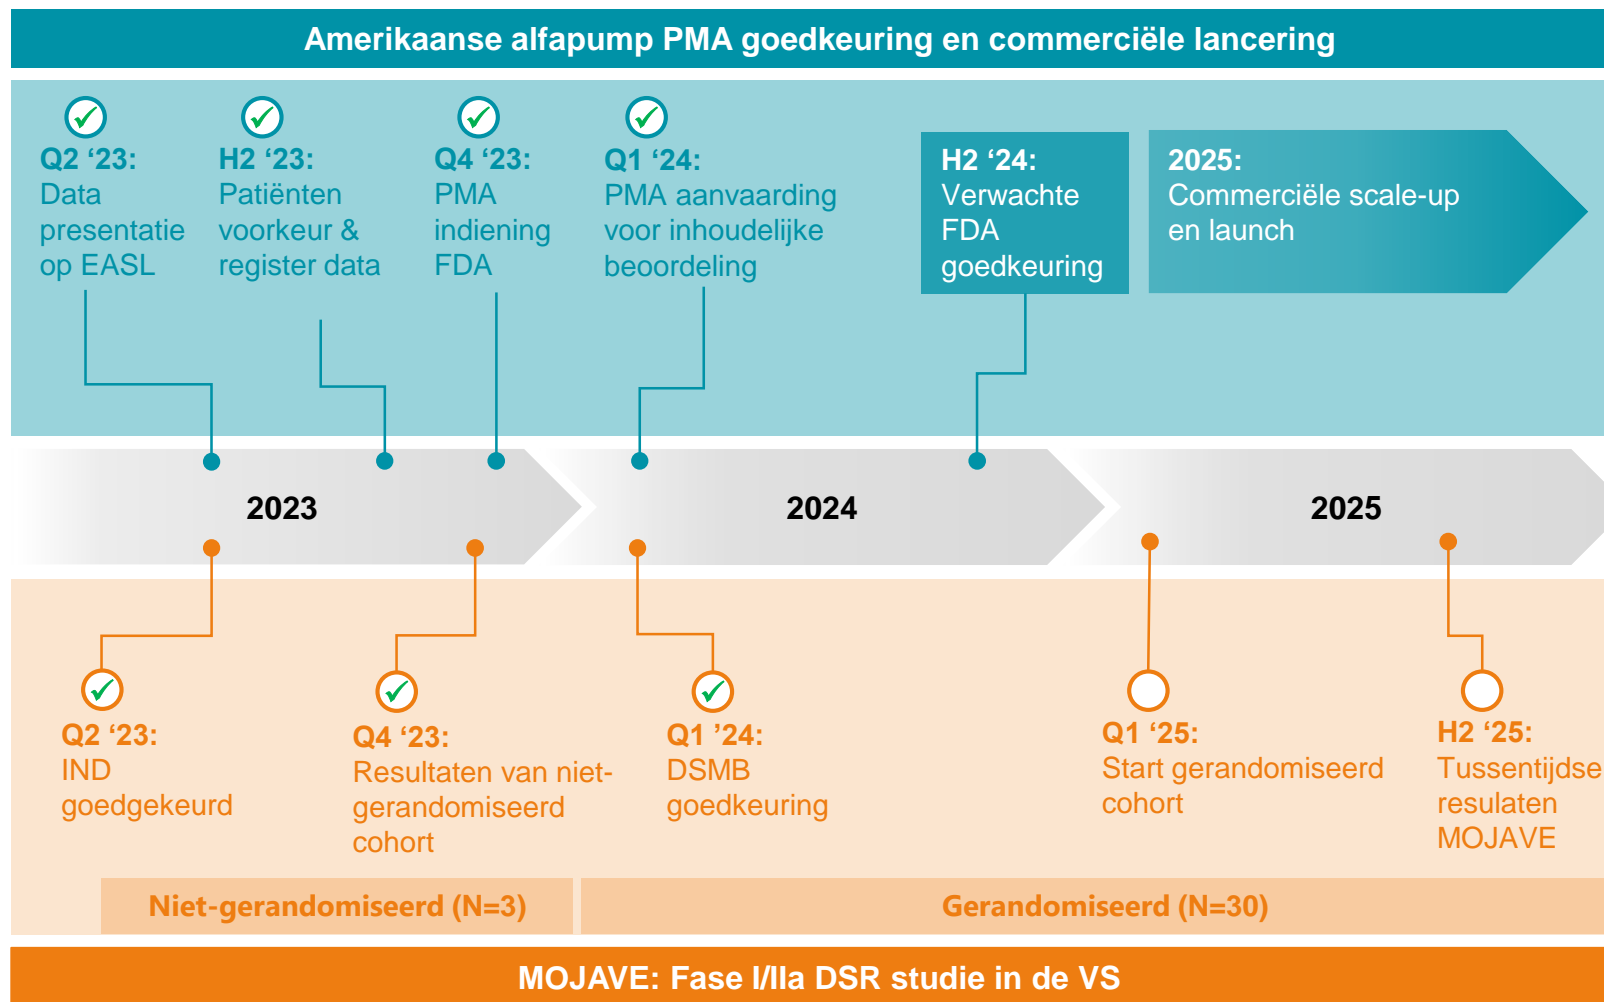 Amerikaanse alfapump PMA goedkeuring en commerciële lancering
Q2 ‘23:
Data
presentatie
op EASL
H2 ‘23:
Patiënten
voorkeur &
register data
Q4 ‘23:
PMA
indiening
FDA
Q1 ‘24:
PMA aanvaarding
voor inhoudelijke
beoordeling
H2 ‘24:
Verwachte
FDA
goedkeuring
2025:
Commerciële scale-up
en launch
2023
2024
2025
Q2 ‘23:
IND
goedgekeurd
Q4 ‘23:
Resultaten van niet-
gerandomiseerd
cohort
Q1 ’24:
DSMB
goedkeuring
Q1 ‘25:
Start gerandomiseerd
cohort
H2 ‘25:
Tussentijdse
resulaten
MOJAVE
Niet-gerandomiseerd (N=3)
Gerandomiseerd (N=30)
MOJAVE: Fase I/IIa DSR studie in de VS